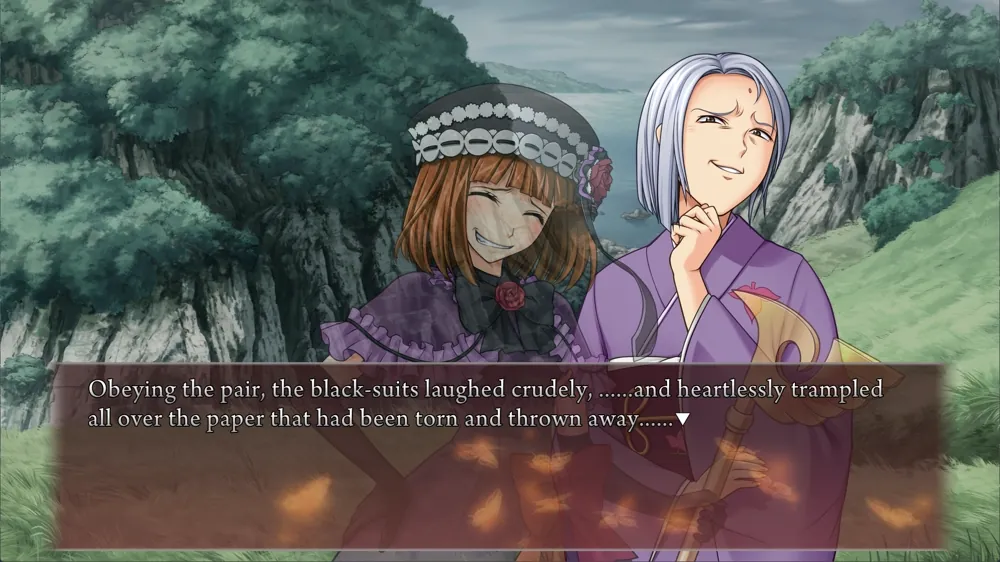 Obeying the pair, the black-suits laughed crudely, ......and heartlessly trampled
all over the paper that had been torn and thrown away......